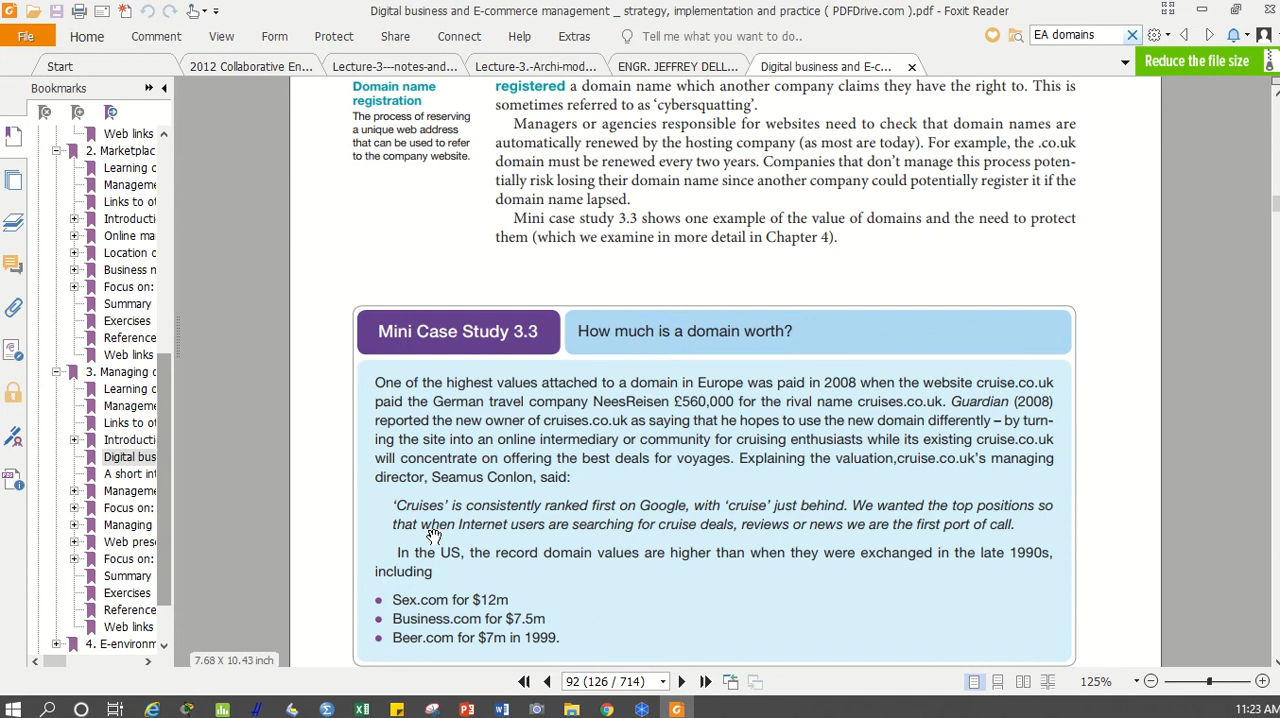 Digital business and E-commerce management _ strategy, implementation and practice ( PDFDrive.com ).pdf - Foxit Reader
File Home Comment View Form Protect Share Connect Help Extras Tell me what you want to do.. EA domains
Start 2012 Collaborative En... Lecture-3---notes-and... Lecture-3.-Archinod... ENGR. JEFFREY DELL... Digital business and E-c...
Reduce the file size
Bookmarks
Web links
2. Marketplac
Learning c
Manageme
Links to ot
Introducti
Online ma
Location o
Business m
Focus on:
Summary
Exercises
Reference
Web links
3. Managing d
Learning c
Manageme
Links to ot
Introducti
Digital bus
A short int
Manageme
Focus on:
Managing
Web prese
Focus on:
Summary
Exercises
Reference
Web links
4. E-environm
Domain name
registration
The process of reserving
a unique web address
that can be used to refer
to the company website.
registered a domain name which another company claims they have the right to. This is
sometimes referred to as ‘cybersquatting’.
Managers or agencies responsible for websites need to check that domain names are
automatically renewed by the hosting company (as most are today). For example, the .co.uk
domain must be renewed every two years. Companies that don’t manage this process poten-
tially risk losing their domain name since another company could potentially register it if the
domain name lapsed.
Mini case study 3.3 shows one example of the value of domains and the need to protect
them (which we examine in more detail in Chapter 4).
Mini Case Study 3.3 How much is a domain worth?
One of the highest values attached to a domain in Europe was paid in 2008 when the website cruise.co.uk
paid the German travel company NeesReisen £560,000 for the rival name cruises.co.uk. Guardian (2008)
reported the new owner of cruises.co.uk as saying that he hopes to use the new domain differently – by turn-
ing the site into an online intermediary or community for cruising enthusiasts while its existing cruise.co.uk
will concentrate on offering the best deals for voyages. Explaining the valuation,cruise.co.uk’s managing
director, Seamus Conlon, said:
‘Cruises’ is consistently ranked first on Google, with ‘cruise’ just behind. We wanted the top positions so
that when Internet users are searching for cruise deals, reviews or news we are the first port of call.
In the US, the record domain values are higher than when they were exchanged in the late 1990s,
including
• Sex.com for $12m
• Business.com for $7.5m
• Beer.com for $7m in 1999.
7.68 x 10.43 inch
92 (126 / 714)
125%
11:23 AM